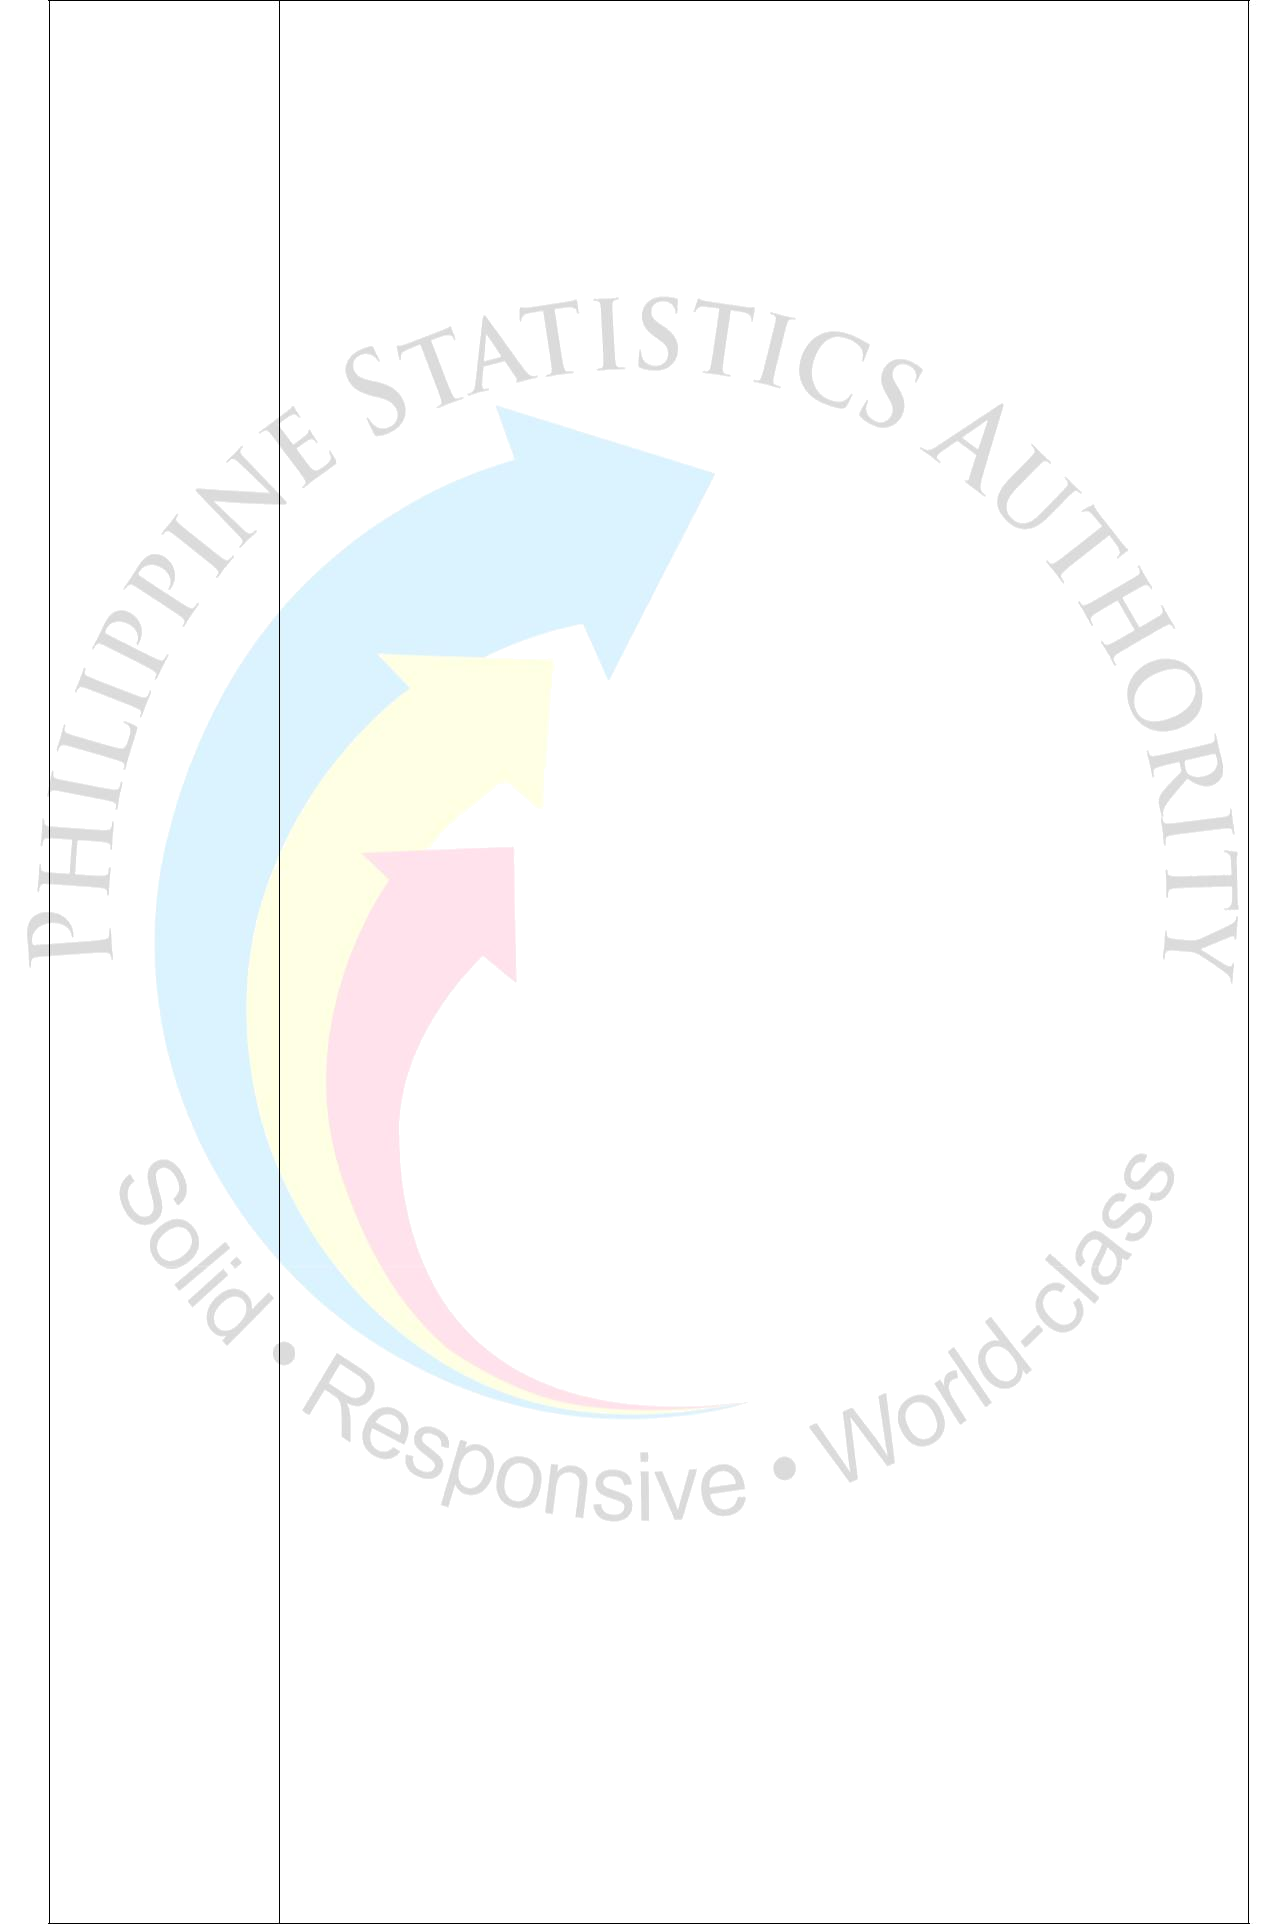 PHILIPPINE STATISTICS AUTHORITY
Solid • Responsive • World-class